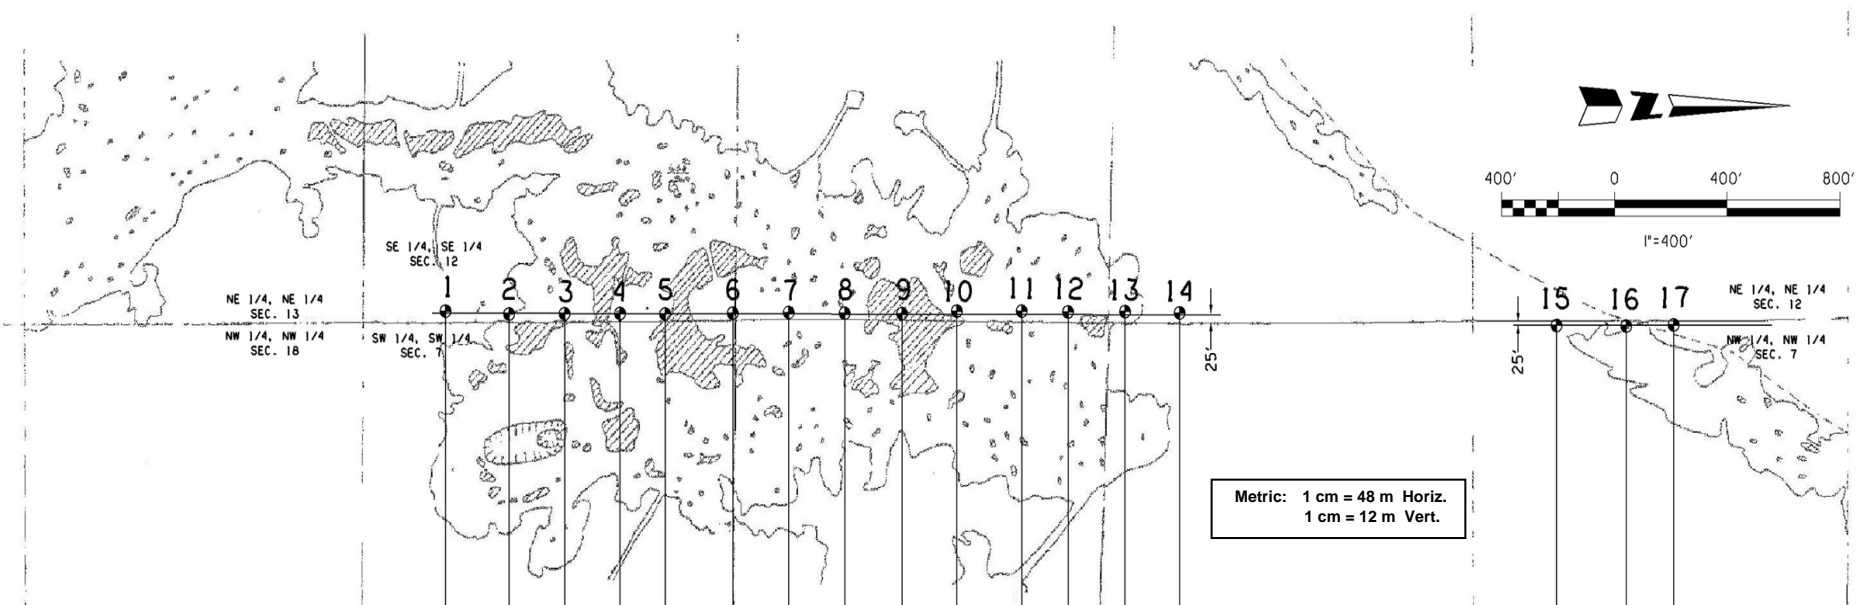 N
400' 0 400' 800'
1"=400'
SE 1/4, SE 1/4
SEC. 12
NE 1/4, NE 1/4
SEC. 13
NW 1/4, NW 1/4
SEC. 18
SW 1/4, SW 1/4
SEC. 7
1 2 3 4 5 6 7 8 9 10 11 12 13 14
25'
15 16 17
25'
NE 1/4, NE 1/4
SEC. 12
NW 1/4, NW 1/4
SEC. 7
Metric: 1 cm = 48 m Horiz.
1 cm = 12 m Vert.